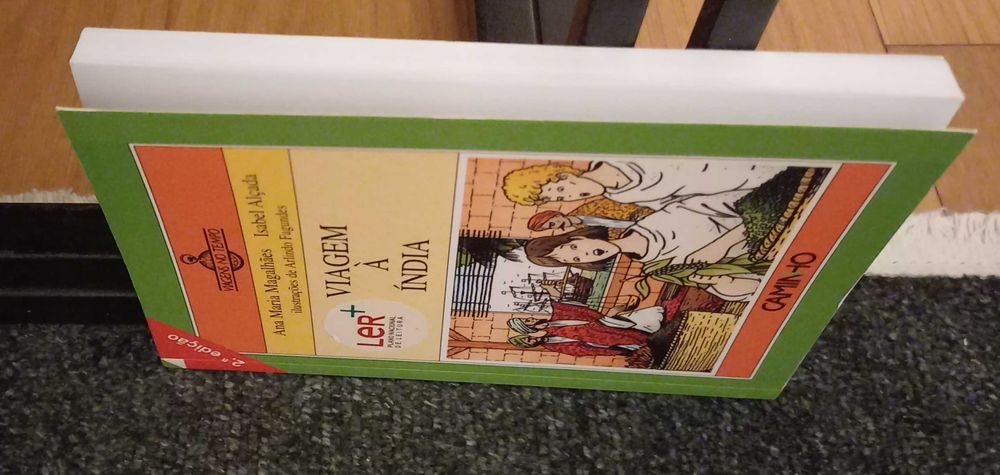 VIAGENS NO TEMPO
Ana Maria Magalhães Isabel Alçada
ilustrações de Arlindo Fagundes
VIAGEM
À
ÍNDIA
LER+
PLANO NACIONAL
DE LEITURA
2.ª edição
CAMINHO